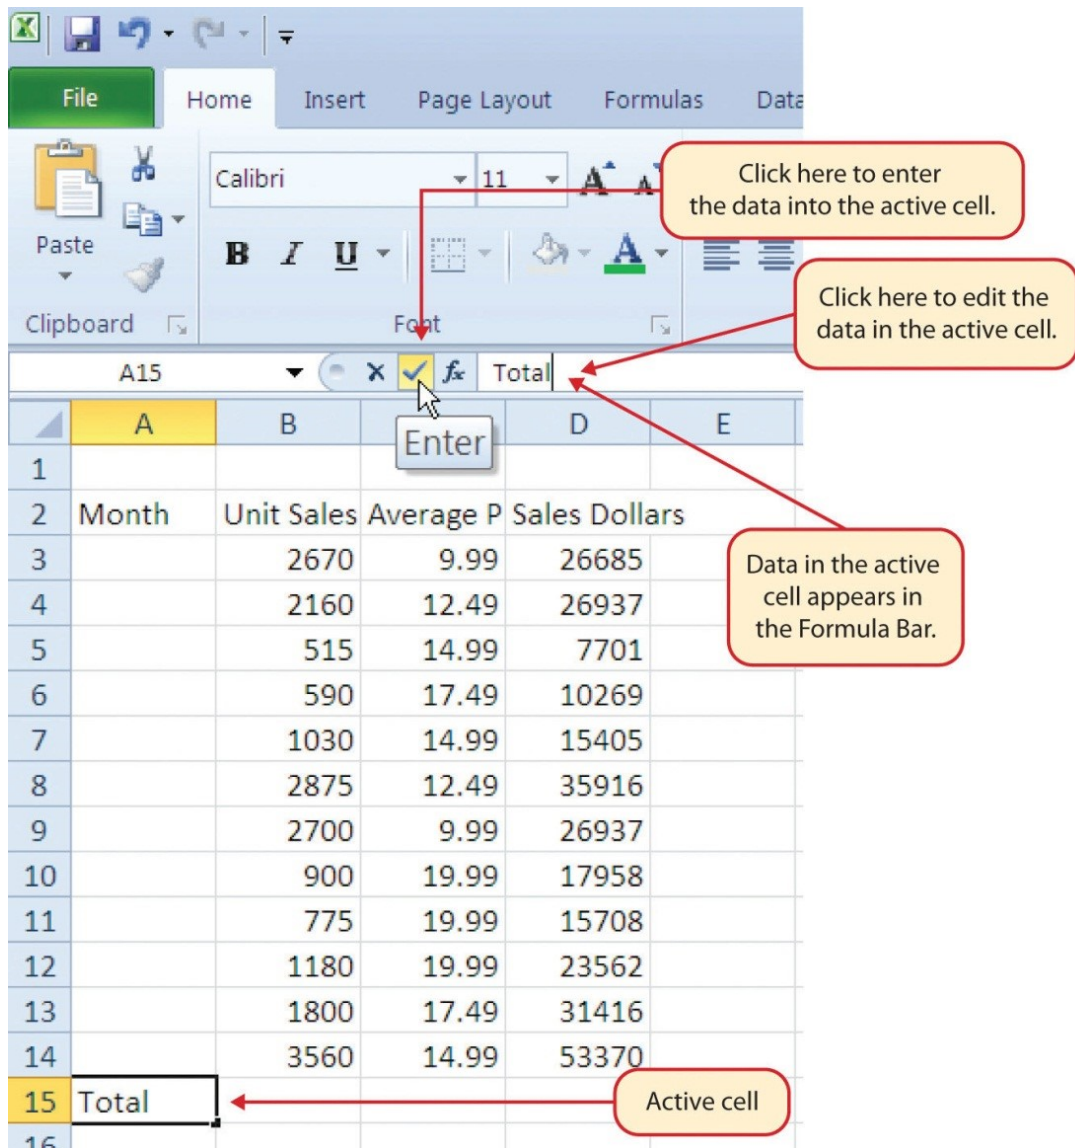 File Home Insert Page Layout Formulas Data
Calibri 11 A A
Click here to enter
the data into the active cell.
Paste
B I U A
Click here to edit the
data in the active cell.
Clipboard Font
A15 fx Total
A B D E
Enter
1
2 Month Unit Sales Average P Sales Dollars
3 2670 9.99 26685
4 2160 12.49 26937
5 515 14.99 7701
6 590 17.49 10269
7 1030 14.99 15405
8 2875 12.49 35916
9 2700 9.99 26937
10 900 19.99 17958
11 775 19.99 15708
12 1180 19.99 23562
13 1800 17.49 31416
14 3560 14.99 53370
Data in the active
cell appears in
the Formula Bar.
15 Total
Active cell
16